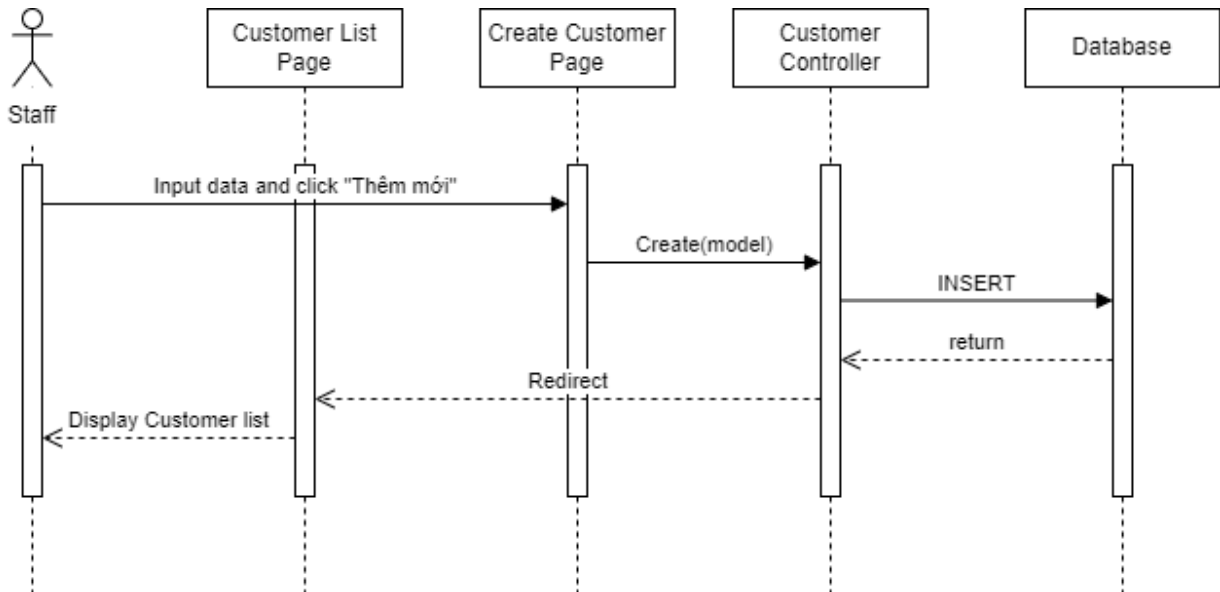 Customer List
Page
Create Customer
Page
Customer
Controller
Database
Staff
Input data and click "Thêm mới"
Create(model)
INSERT
return
Redirect
Display Customer list